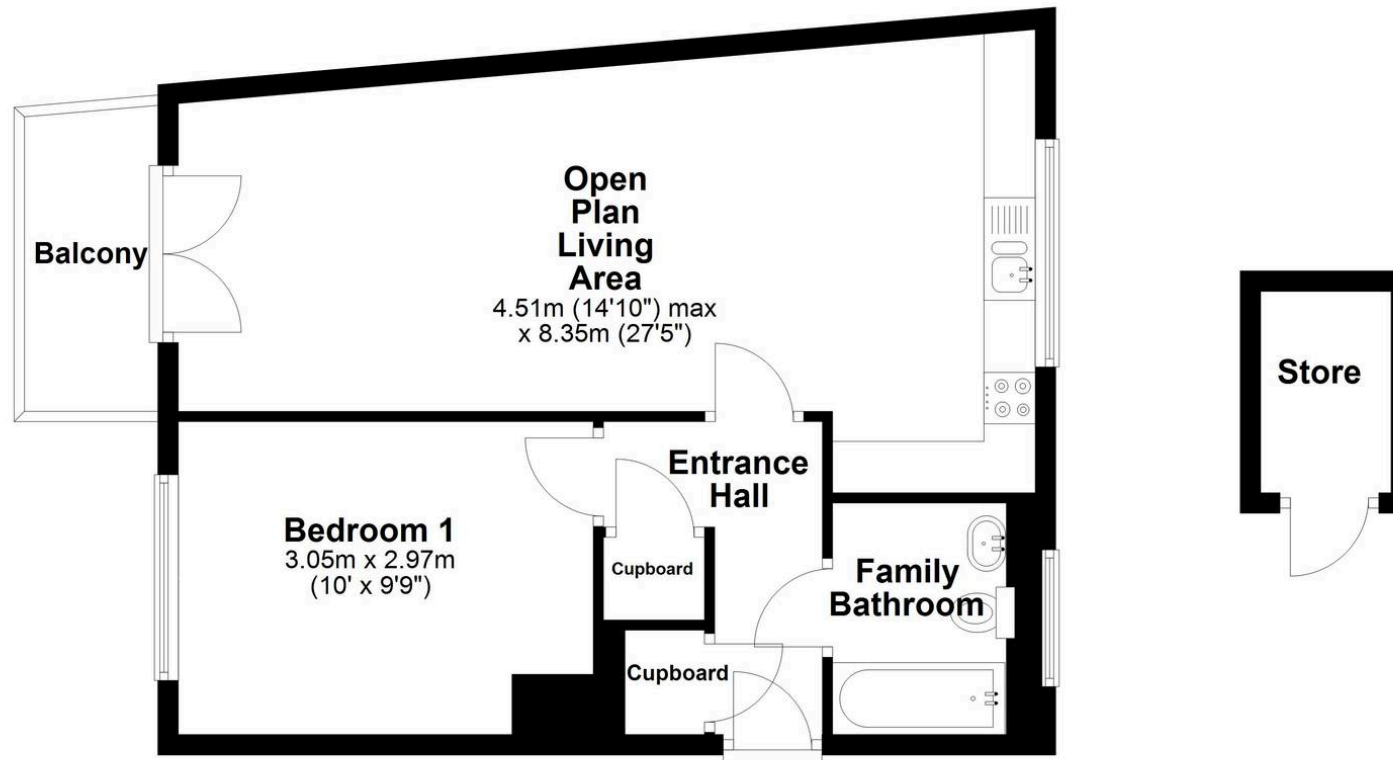 Open
Plan
Living
Area
4.51m (14'10") max
x 8.35m (27'5")
Balcony
Store
Entrance
Hall
Bedroom 1
3.05m x 2.97m
(10' x 9'9")
Cupboard
Family
Bathroom
Cupboard